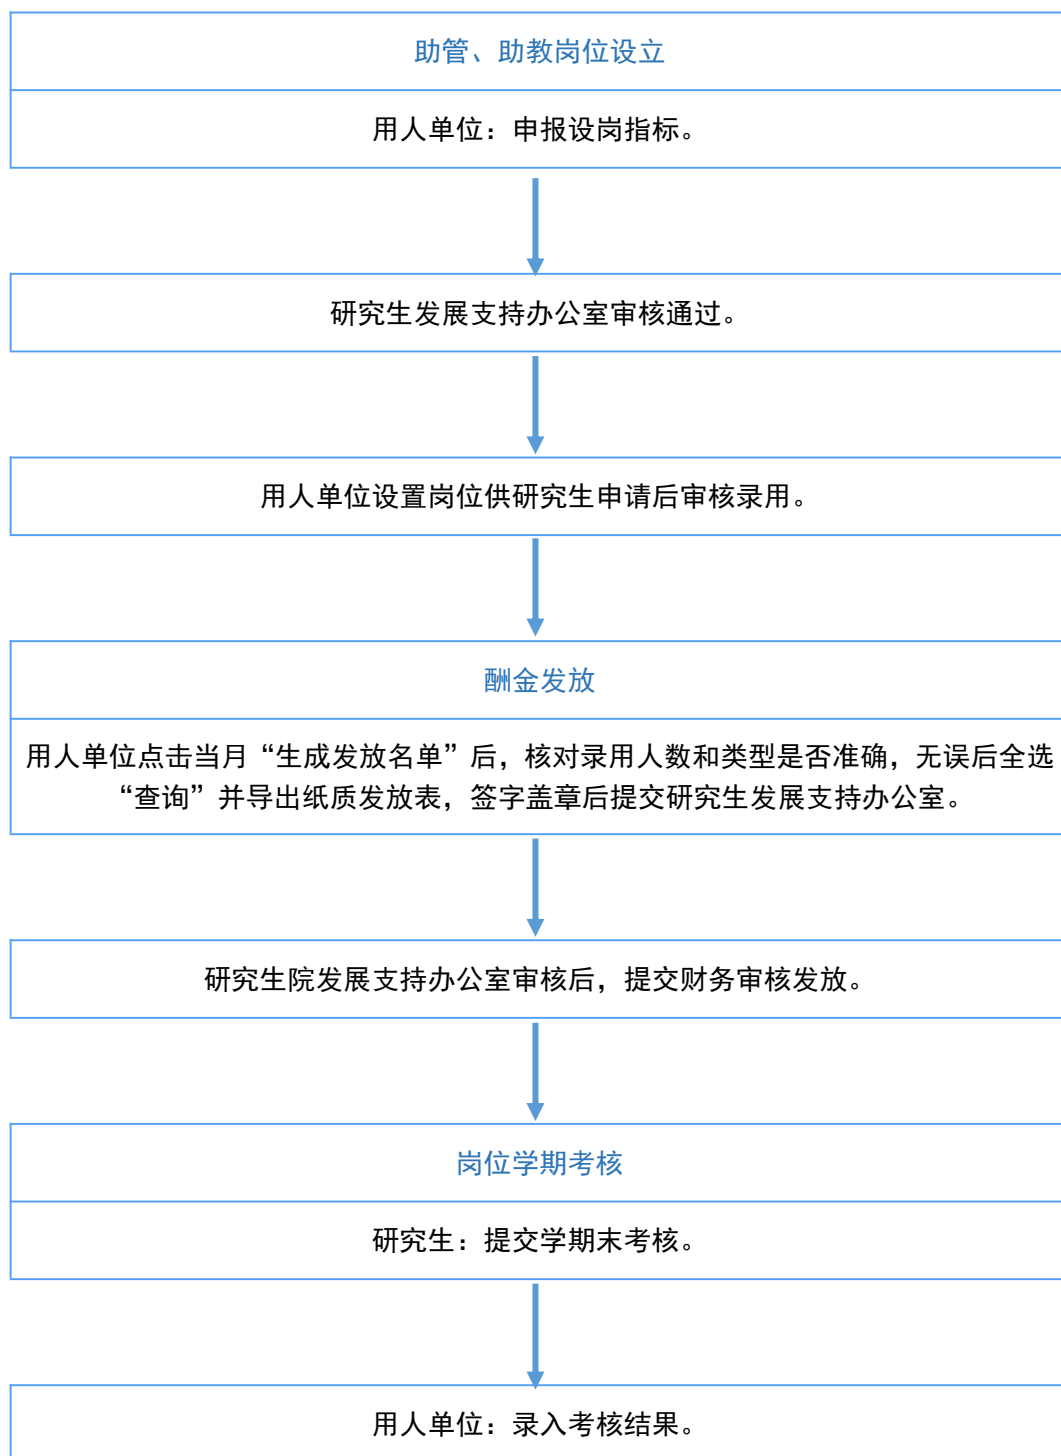 助管、助教岗位设立
用人单位：申报设岗指标。
研究生发展支持办公室审核通过。
用人单位设置岗位供研究生申请后审核录用。
酬金发放
用人单位点击当月“生成发放名单”后，核对录用人数和类型是否准确，无误后全选
“查询”并导出纸质发放表，签字盖章后提交研究生发展支持办公室。
研究生院发展支持办公室审核后，提交财务审核发放。
岗位学期考核
研究生：提交学期末考核。
用人单位：录入考核结果。